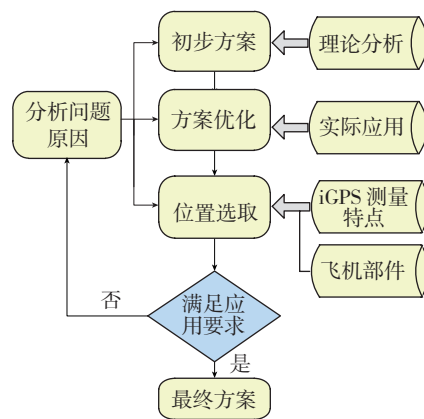 初步方案
理论分析
分析问题
原因
方案优化
实际应用
位置选取
iGPS 测量
特点
飞机部件
否
满足应
用要求
是
最终方案